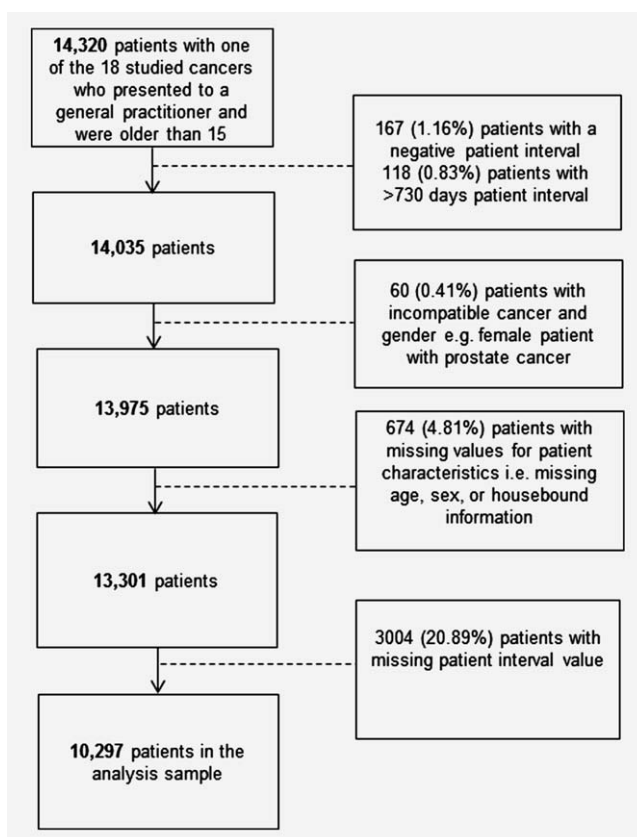 14,320 patients with one
of the 18 studied cancers
who presented to a
general practitioner and
were older than 15
167 (1.16%) patients with a
negative patient interval
118 (0.83%) patients with
>730 days patient interval
14,035 patients
60 (0.41%) patients with
incompatible cancer and
gender e.g. female patient
with prostate cancer
13,975 patients
674 (4.81%) patients with
missing values for patient
characteristics i.e. missing
age, sex, or housebound
information
13,301 patients
3004 (20.89%) patients with
missing patient interval value
10,297 patients in the
analysis sample